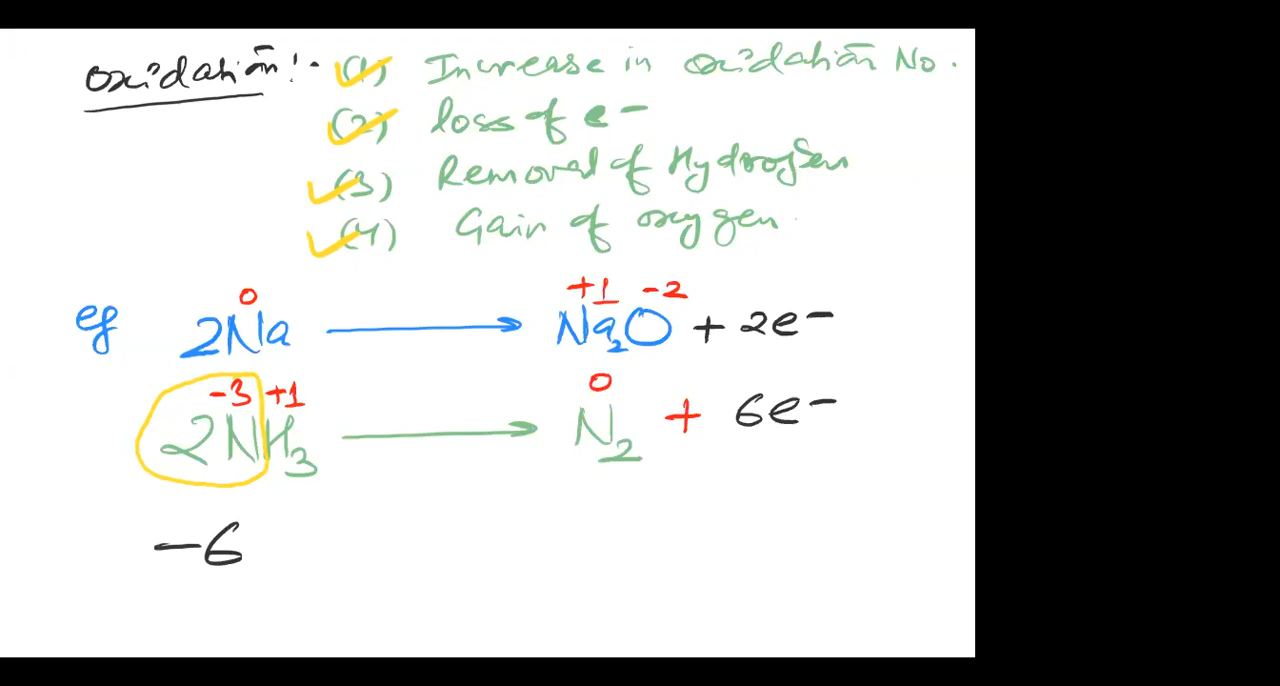 Oxidation :- (1) Increase in oxidation No.
(2) loss of e-
(3) Removal of Hydrogen
(4) Gain of oxygen.
0 +1 -2
eg 2Na → Na₂O + 2e-
-3 +1 0
2NH₃ → N₂ + 6e-
-6